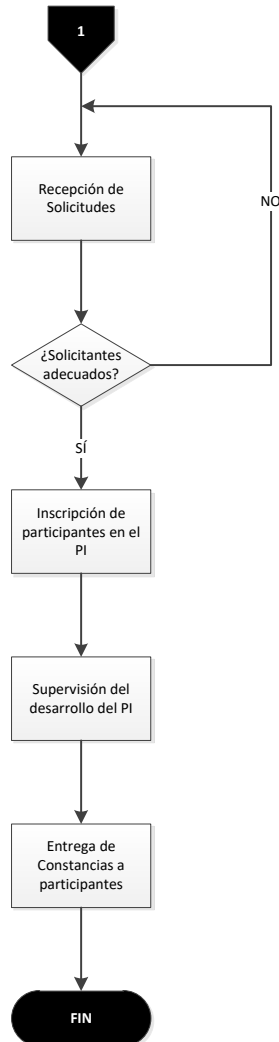 1
Recepción de
Solicitudes
NO
¿Solicitantes
adecuados?
SÍ
Inscripción de
participantes en el
PI
Supervisión del
desarrollo del PI
Entrega de
Constancias a
participantes
FIN